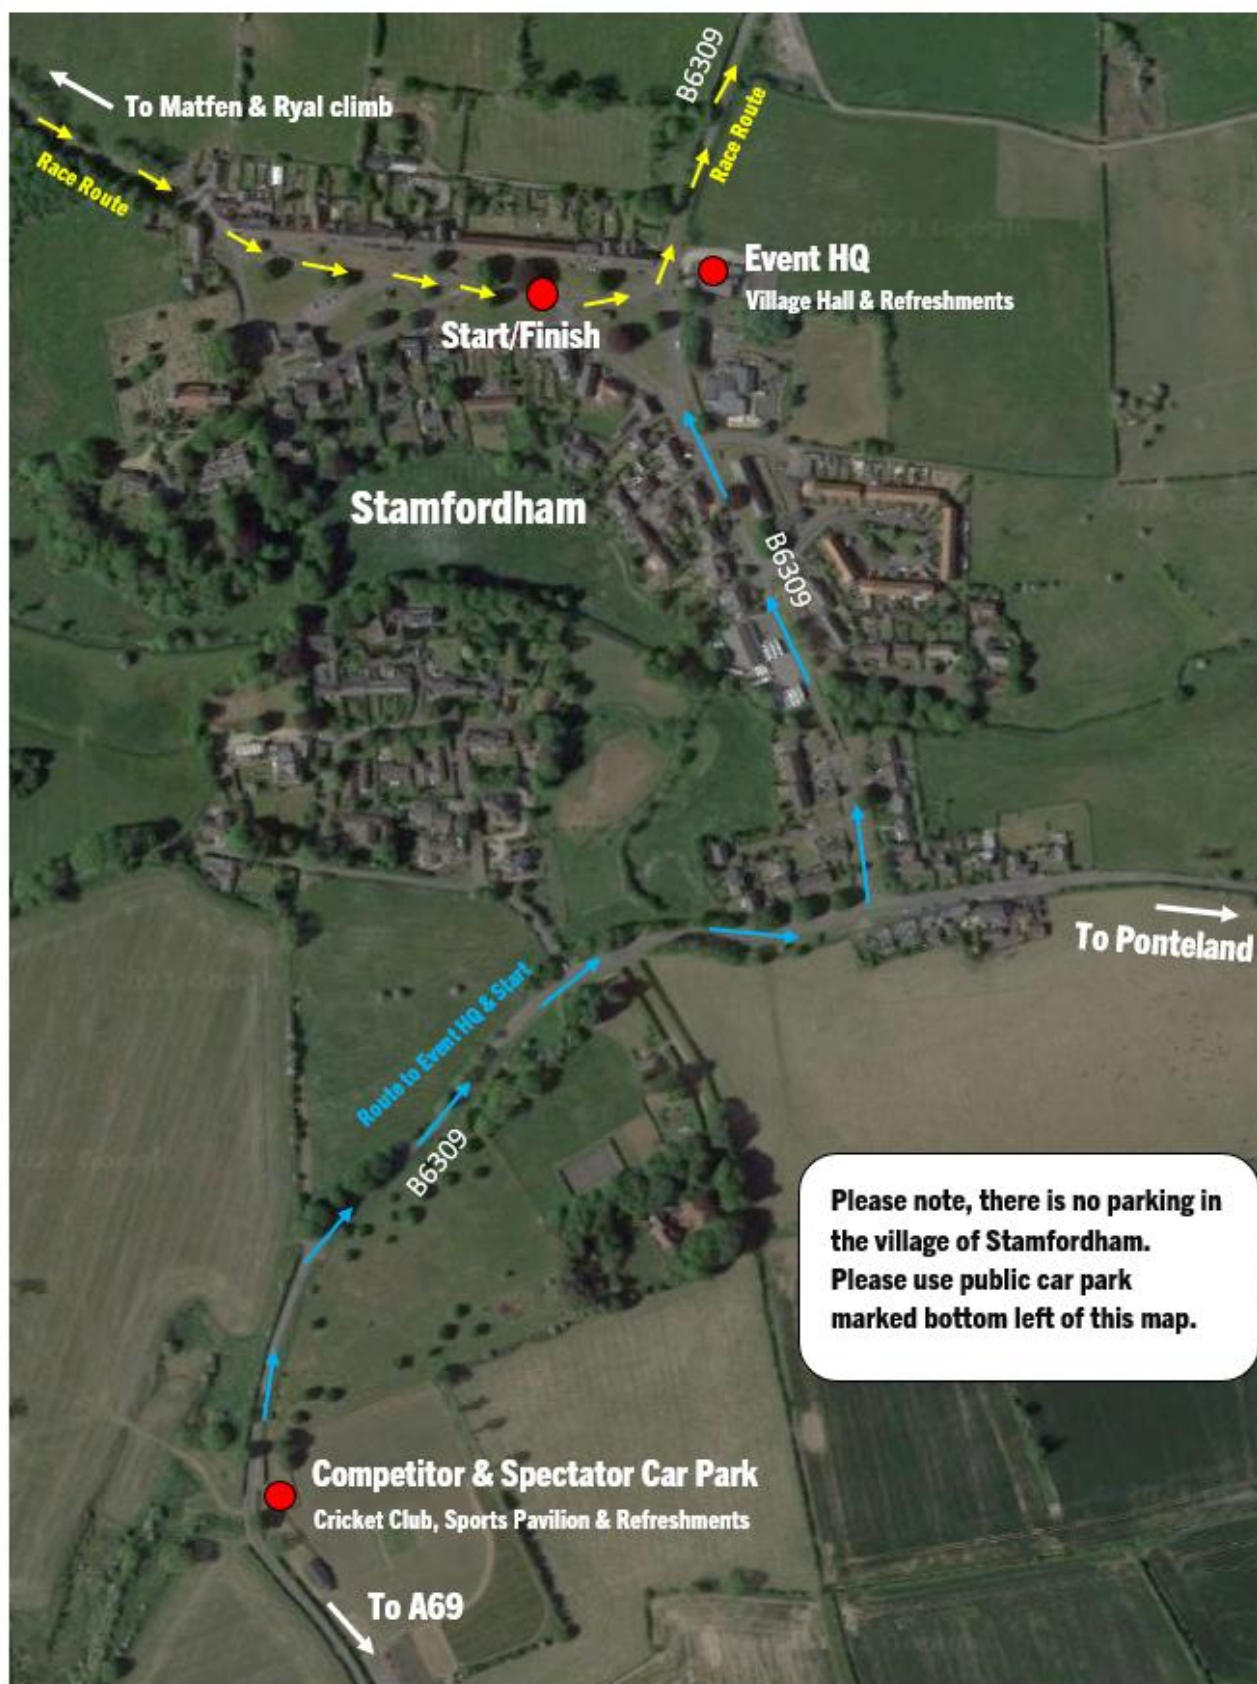 B6309
To Matfen & Ryal climb
Race Route
Race Route
Event HQ
Village Hall & Refreshments
Start/Finish
Stamfordham
B6309
To Ponteland
Route to Event HQ & Start
B6309
Please note, there is no parking in
the village of Stamfordham.
Please use public car park
marked bottom left of this map.
Competitor & Spectator Car Park
Cricket Club, Sports Pavilion & Refreshments
To A69